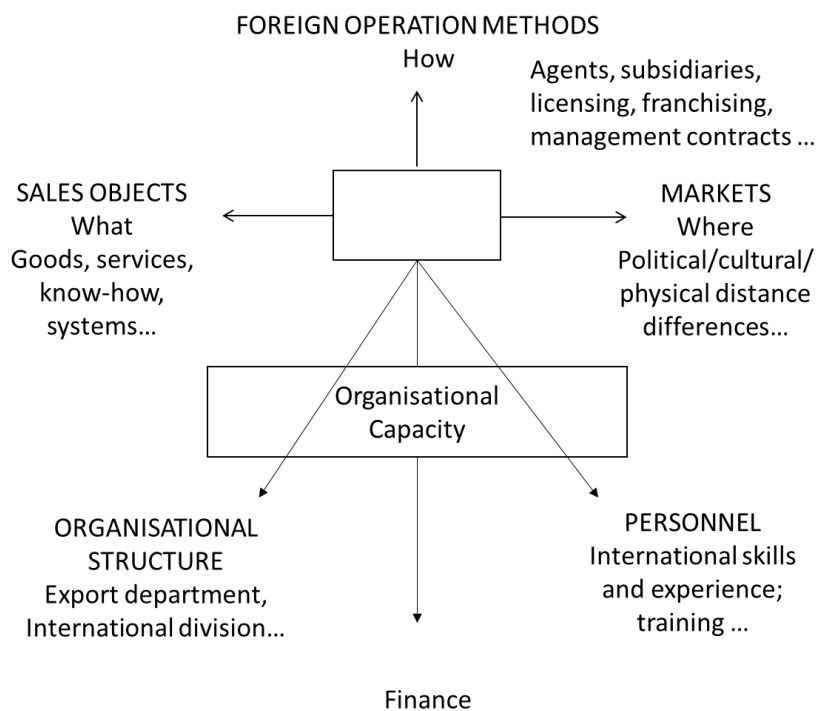 FOREIGN OPERATION METHODS
How
Agents, subsidiaries,
licensing, franchising,
management contracts ...
SALES OBJECTS
What
Goods, services,
know-how,
systems...
MARKETS
Where
Political/cultural/
physical distance
differences...
Organisational
Capacity
ORGANISATIONAL
STRUCTURE
Export department,
International division...
PERSONNEL
International skills
and experience;
training ...
Finance